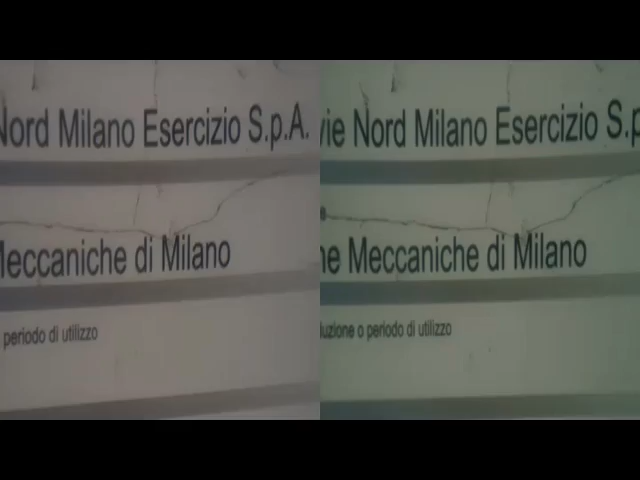 Nord Milano Esercizio S.p.A.
Meccaniche di Milano
periodo di utilizzo
vie Nord Milano Esercizio S.p
ne Meccaniche di Milano
duzione o periodo di utilizzo